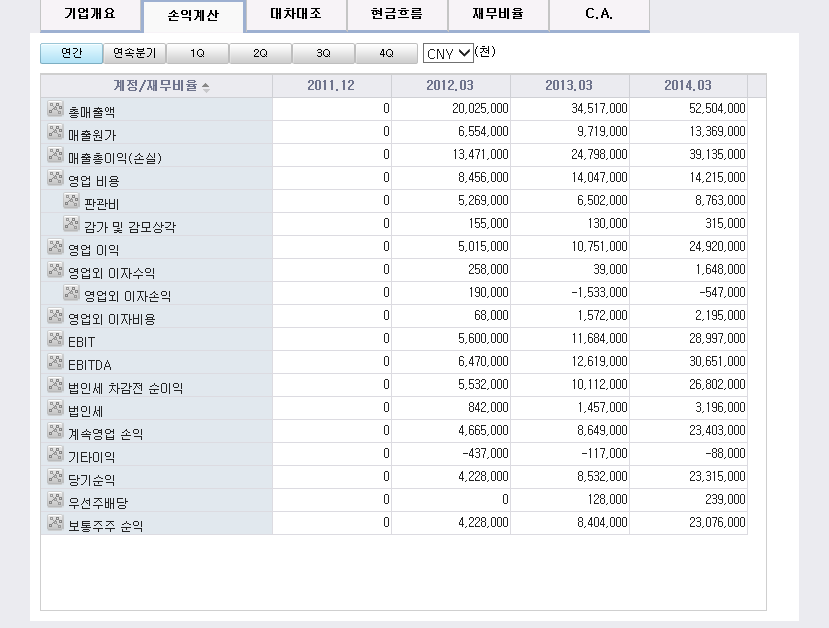 기업개요 손익계산 대차대조 현금흐름 재무비율 C.A.
연간 연속분기 1Q 2Q 3Q 4Q CNY (천)
계정/재무비율 2011.12 2012.03 2013.03 2014.03
총매출액 0 20,025,000 34,517,000 52,504,000
매출원가 0 6,554,000 9,719,000 13,369,000
매출총이익(손실) 0 13,471,000 24,798,000 39,135,000
영업 비용 0 8,456,000 14,047,000 14,215,000
판관비 0 5,269,000 6,502,000 8,763,000
감가 및 감모상각 0 155,000 130,000 315,000
영업 이익 0 5,015,000 10,751,000 24,920,000
영업외 이자수익 0 258,000 39,000 1,648,000
영업외 이자손익 0 190,000 -1,533,000 -547,000
영업외 이자비용 0 68,000 1,572,000 2,195,000
EBIT 0 5,600,000 11,684,000 28,997,000
EBITDA 0 6,470,000 12,619,000 30,651,000
법인세 차감전 순이익 0 5,532,000 10,112,000 26,802,000
법인세 0 842,000 1,457,000 3,196,000
계속영업 손익 0 4,665,000 8,649,000 23,403,000
기타이익 0 -437,000 -117,000 -88,000
당기순익 0 4,228,000 8,532,000 23,315,000
우선주배당 0 0 128,000 239,000
보통주주 순익 0 4,228,000 8,404,000 23,076,000